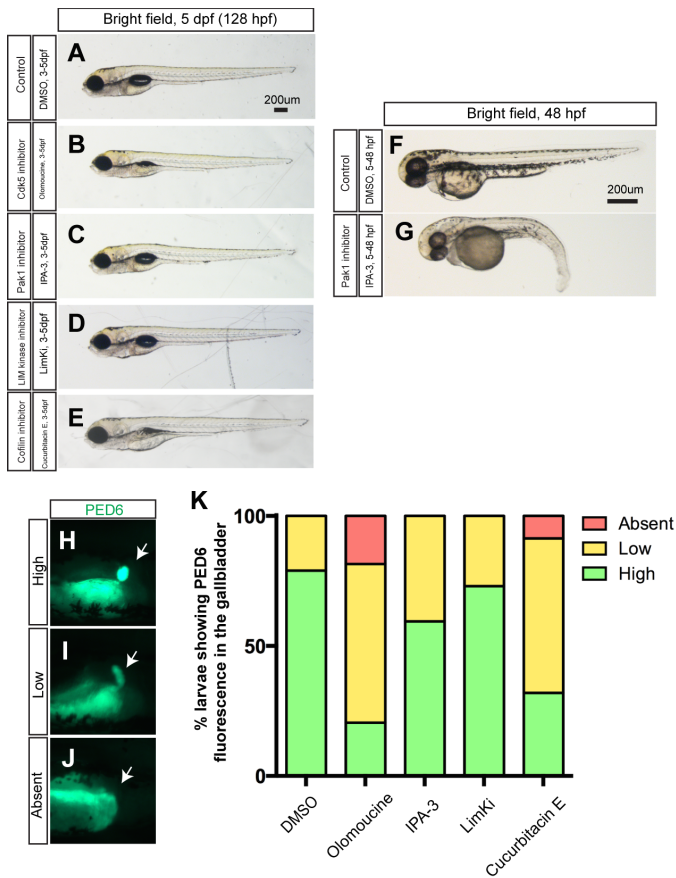 Bright field, 5 dpf (128 hpf)
Control
DMSO, 3-5dpf
A
200um
Cdk5 inhibitor
Olomoucine, 3-5dpf
B
Pak1 inhibitor
IPA-3, 3-5dpf
C
LIM kinase inhibitor
LimKi, 3-5dpf
D
Cofilin inhibitor
Cucurbitacin E, 3-5dpf
E
Bright field, 48 hpf
Control
DMSO, 5-48 hpf
F
200um
Pak1 inhibitor
IPA-3, 5-48 hpf
G
PED6
High
H
Low
I
Absent
J
K
% larvae showing PED6
fluorescence in the gallbladder
100
50
0
DMSO
Olomoucine
IPA-3
LimKi
Cucurbitacin E
Absent
Low
High